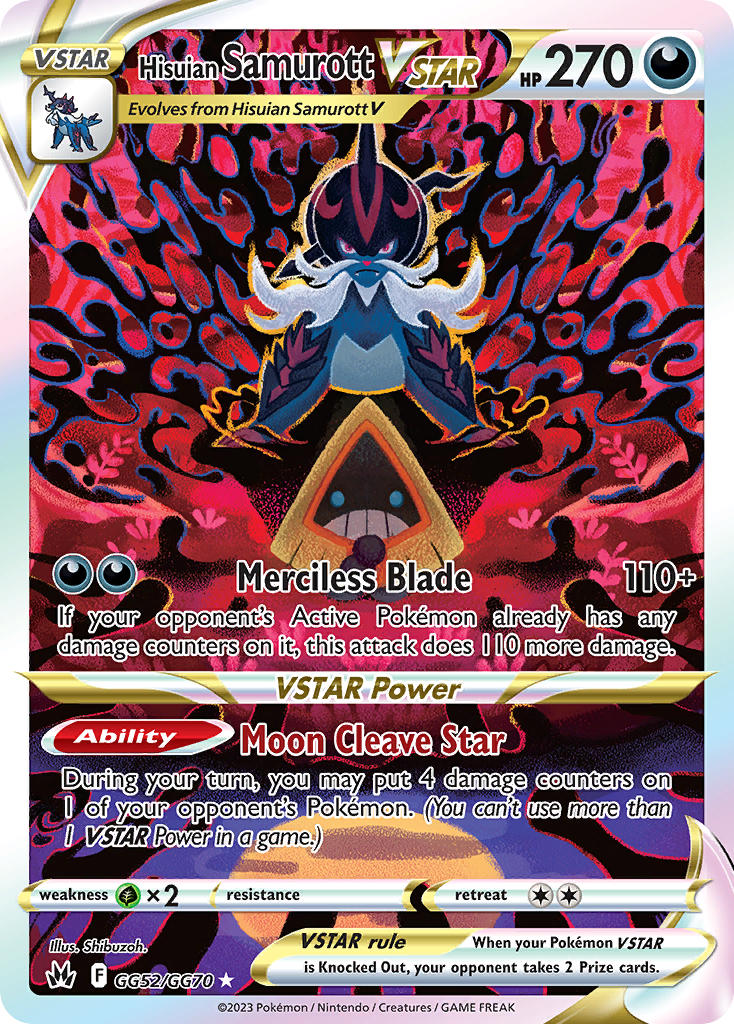 VSTAR
Hisuian Samurott VSTAR HP 270
Evolves from Hisuian Samurott V
Merciless Blade 110+
If your opponent's Active Pokémon already has any
damage counters on it, this attack does 110 more damage.
VSTAR Power
Ability Moon Cleave Star
During your turn, you may put 4 damage counters on
1 of your opponent's Pokémon. (You can't use more than
1 VSTAR Power in a game.)
weakness ×2 resistance retreat
Illus. Shibuzoh.
VSTAR rule When your Pokémon VSTAR
is Knocked Out, your opponent takes 2 Prize cards.
F GG52/GG70 ★
©2023 Pokémon / Nintendo / Creatures / GAME FREAK